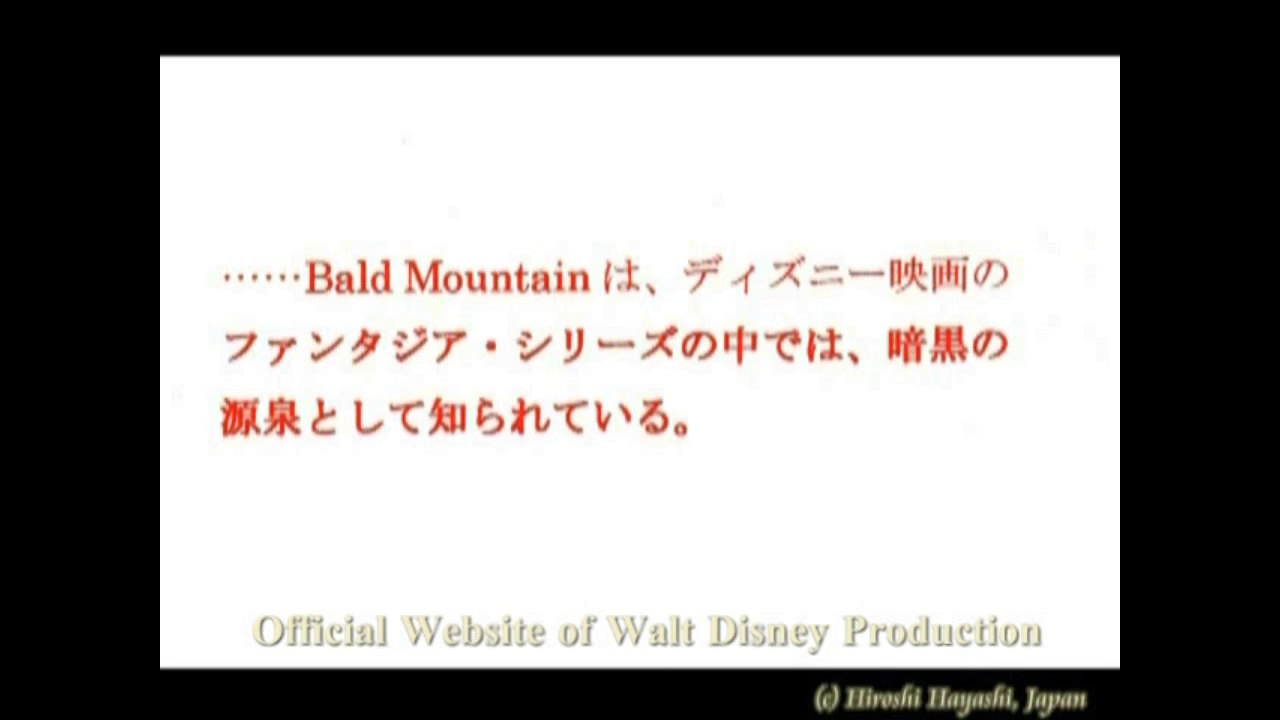 ……Bald Mountain は、ディズニー映画の
ファンタジア・シリーズの中では、暗黒の
源泉として知られている。
Official Website of Walt Disney Production
(c) Hiroshi Hayashi, Japan